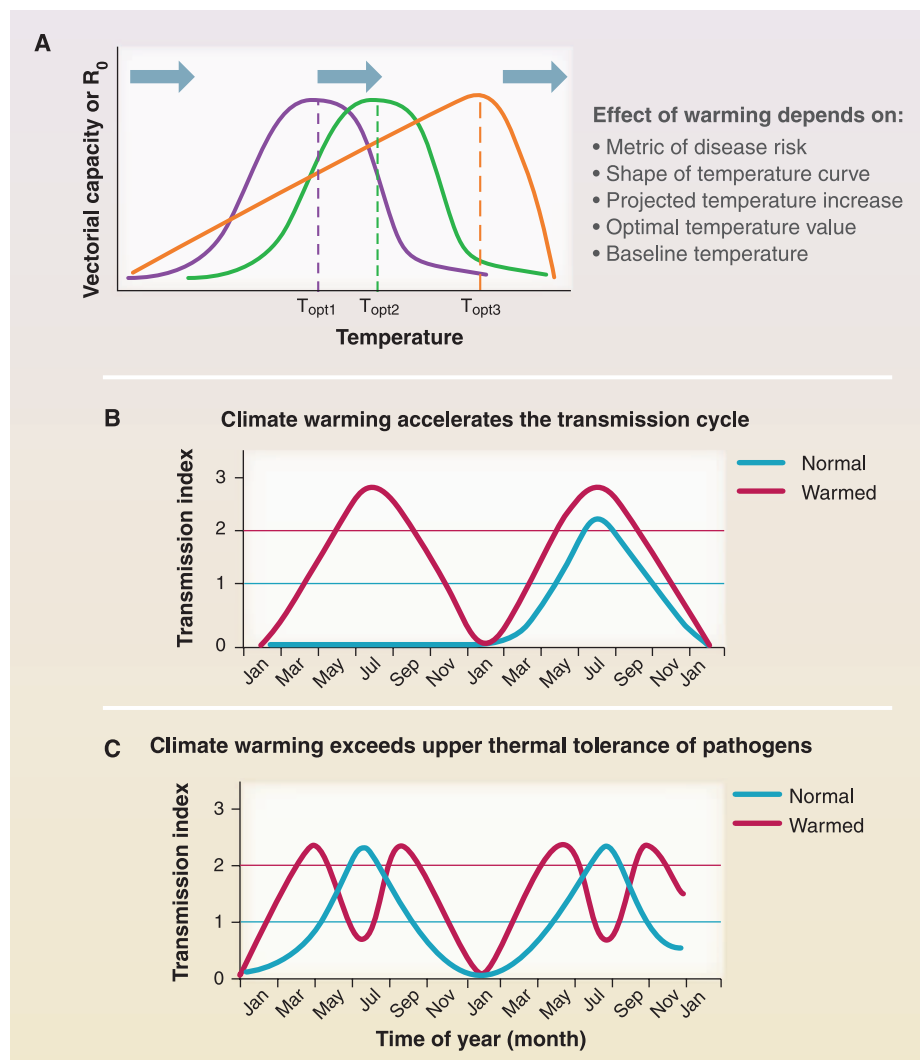 A
Vectorial capacity or R0
Topt1
Topt2
Topt3
Temperature
Effect of warming depends on:
• Metric of disease risk
• Shape of temperature curve
• Projected temperature increase
• Optimal temperature value
• Baseline temperature
B
Climate warming accelerates the transmission cycle
Transmission index
3
2
1
0
Jan Mar May Jul Sep Nov Jan Mar May Jul Sep Nov Jan
Normal
Warmed
C
Climate warming exceeds upper thermal tolerance of pathogens
Transmission index
3
2
1
0
Jan Mar May Jul Sep Nov Jan Mar May Jul Sep Nov Jan
Time of year (month)
Normal
Warmed